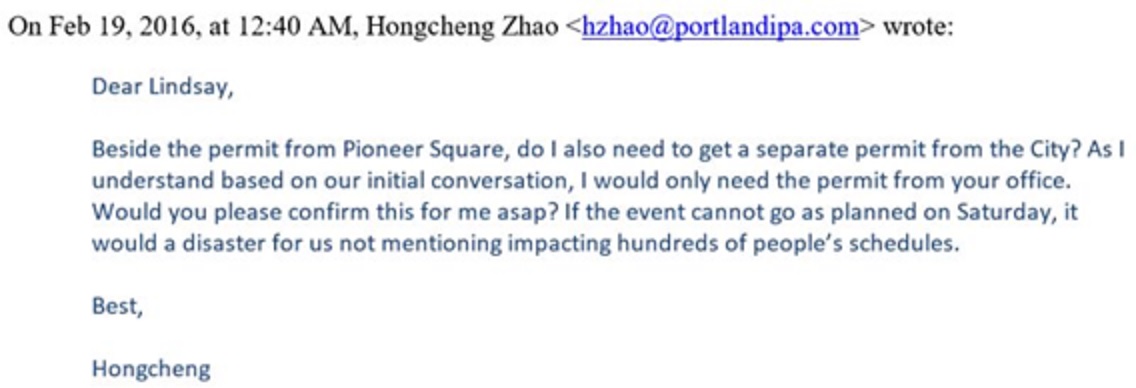 On Feb 19, 2016, at 12:40 AM, Hongcheng Zhao <hzhao@portlandipa.com> wrote:
Dear Lindsay,
Beside the permit from Pioneer Square, do I also need to get a separate permit from the City? As I
understand based on our initial conversation, I would only need the permit from your office.
Would you please confirm this for me asap? If the event cannot go as planned on Saturday, it
would a disaster for us not mentioning impacting hundreds of people’s schedules.
Best,
Hongcheng